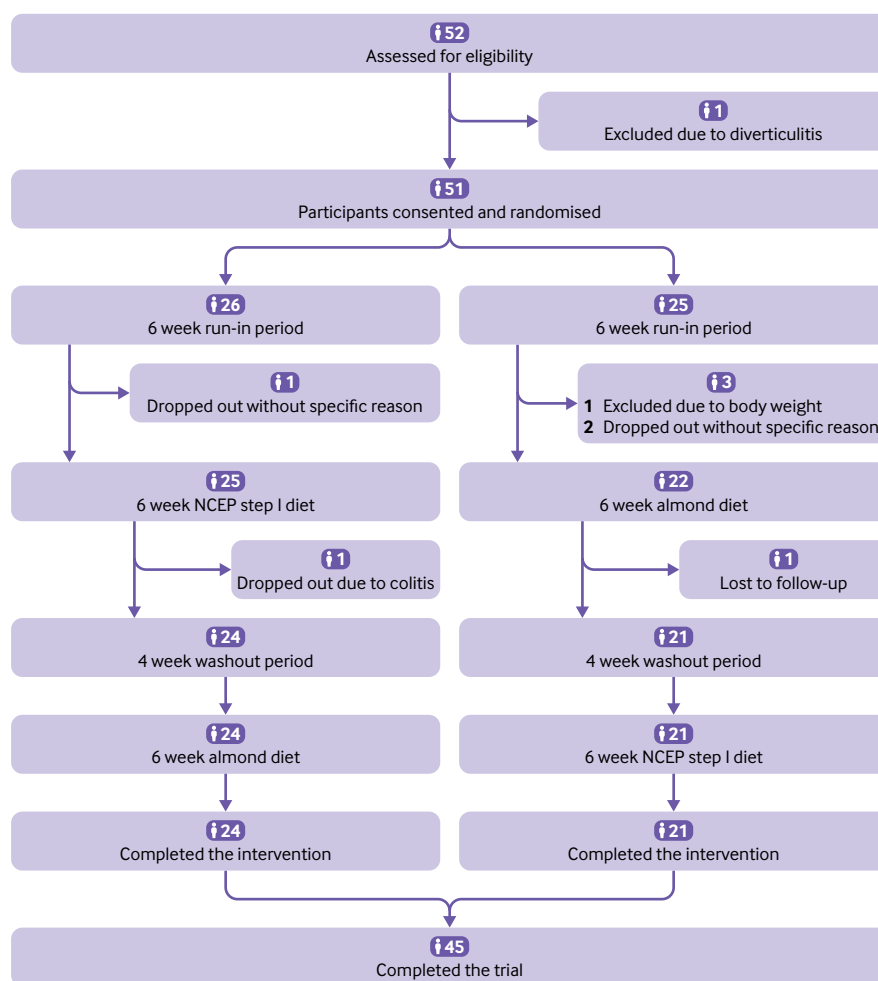 52
Assessed for eligibility
1
Excluded due to diverticulitis
51
Participants consented and randomised
26
6 week run-in period
25
6 week run-in period
1
Dropped out without specific reason
3
1 Excluded due to body weight
2 Dropped out without specific reason
25
6 week NCEP step I diet
22
6 week almond diet
1
Dropped out due to colitis
1
Lost to follow-up
24
4 week washout period
21
4 week washout period
24
6 week almond diet
21
6 week NCEP step I diet
24
Completed the intervention
21
Completed the intervention
45
Completed the trial